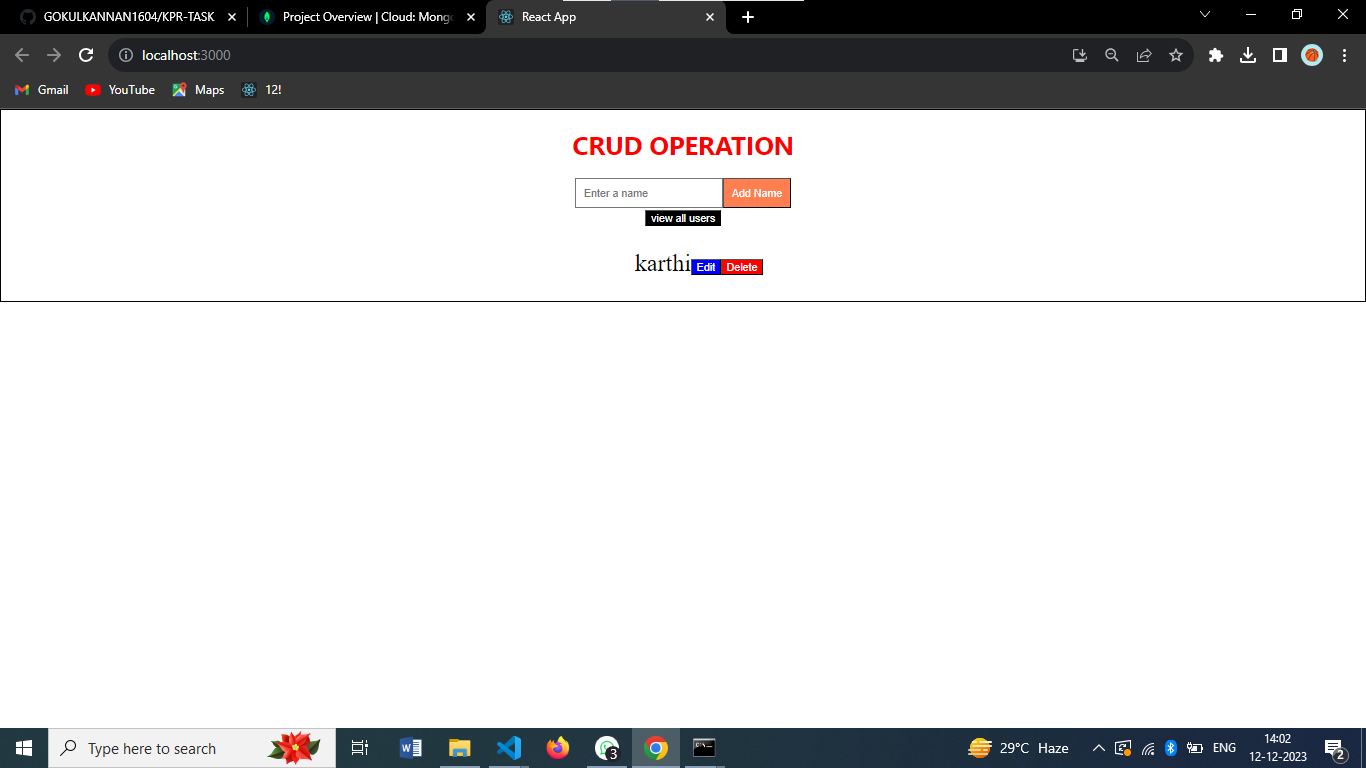 GOKULKANNAN1604/KPR-TASK
Project Overview | Cloud: Mong
React App
localhost:3000
Gmail
YouTube
Maps
12!
CRUD OPERATION
Enter a name
Add Name
view all users
karthi
Edit
Delete
Type here to search
3
29°C Haze
ENG
14:02
12-12-2023
2